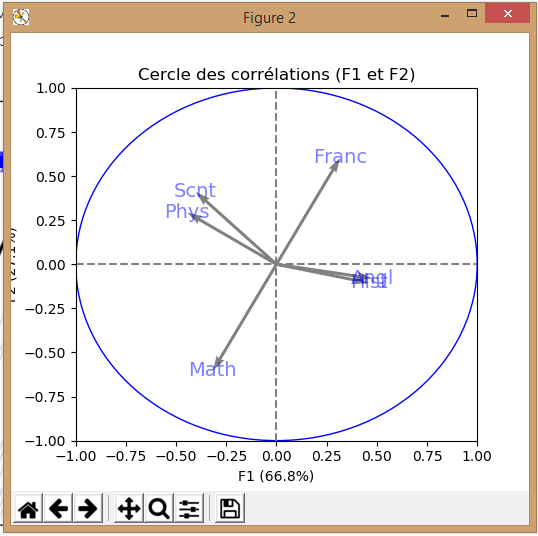 Figure 2
Cercle des corrélations (F1 et F2)
1.00
0.75
0.50
0.25
0.00
−0.25
−0.50
−0.75
−1.00
Franc
Scnt
Phys
Angl
Hist
Math
−1.00 −0.75 −0.50 −0.25 0.00 0.25 0.50 0.75 1.00
F1 (66.8%)